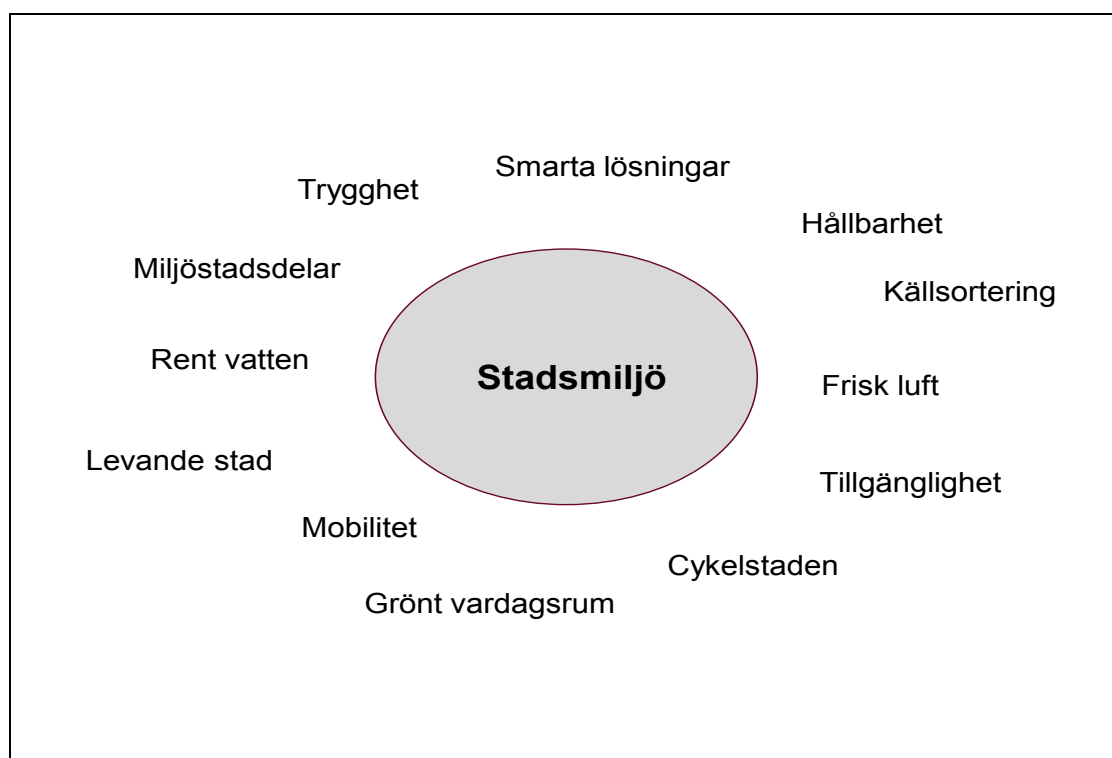 Smarta lösningar
Trygghet
Hållbarhet
Miljöstadsdelar
Källsortering
Rent vatten
Stadsmiljö
Frisk luft
Levande stad
Tillgänglighet
Mobilitet
Cykelstaden
Grönt vardagsrum